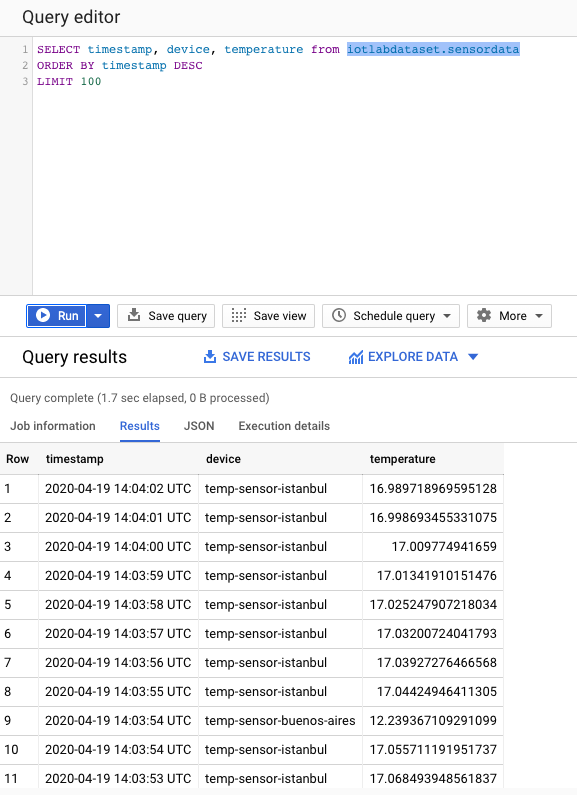 Query editor
1 SELECT timestamp, device, temperature from iotlabdataset.sensordata
2 ORDER BY timestamp DESC
3 LIMIT 100
Run Save query Save view Schedule query More
Query results SAVE RESULTS EXPLORE DATA
Query complete (1.7 sec elapsed, 0 B processed)
Job information Results JSON Execution details
Row timestamp device temperature
1 2020-04-19 14:04:02 UTC temp-sensor-istanbul 16.989718969595128
2 2020-04-19 14:04:01 UTC temp-sensor-istanbul 16.998693455331075
3 2020-04-19 14:04:00 UTC temp-sensor-istanbul 17.009774941659
4 2020-04-19 14:03:59 UTC temp-sensor-istanbul 17.01341910151476
5 2020-04-19 14:03:58 UTC temp-sensor-istanbul 17.025247907218034
6 2020-04-19 14:03:57 UTC temp-sensor-istanbul 17.03200724041793
7 2020-04-19 14:03:56 UTC temp-sensor-istanbul 17.03927276466568
8 2020-04-19 14:03:55 UTC temp-sensor-istanbul 17.04424946411305
9 2020-04-19 14:03:54 UTC temp-sensor-buenos-aires 12.239367109291099
10 2020-04-19 14:03:54 UTC temp-sensor-istanbul 17.055711191951737
11 2020-04-19 14:03:53 UTC temp-sensor-istanbul 17.068493948561837